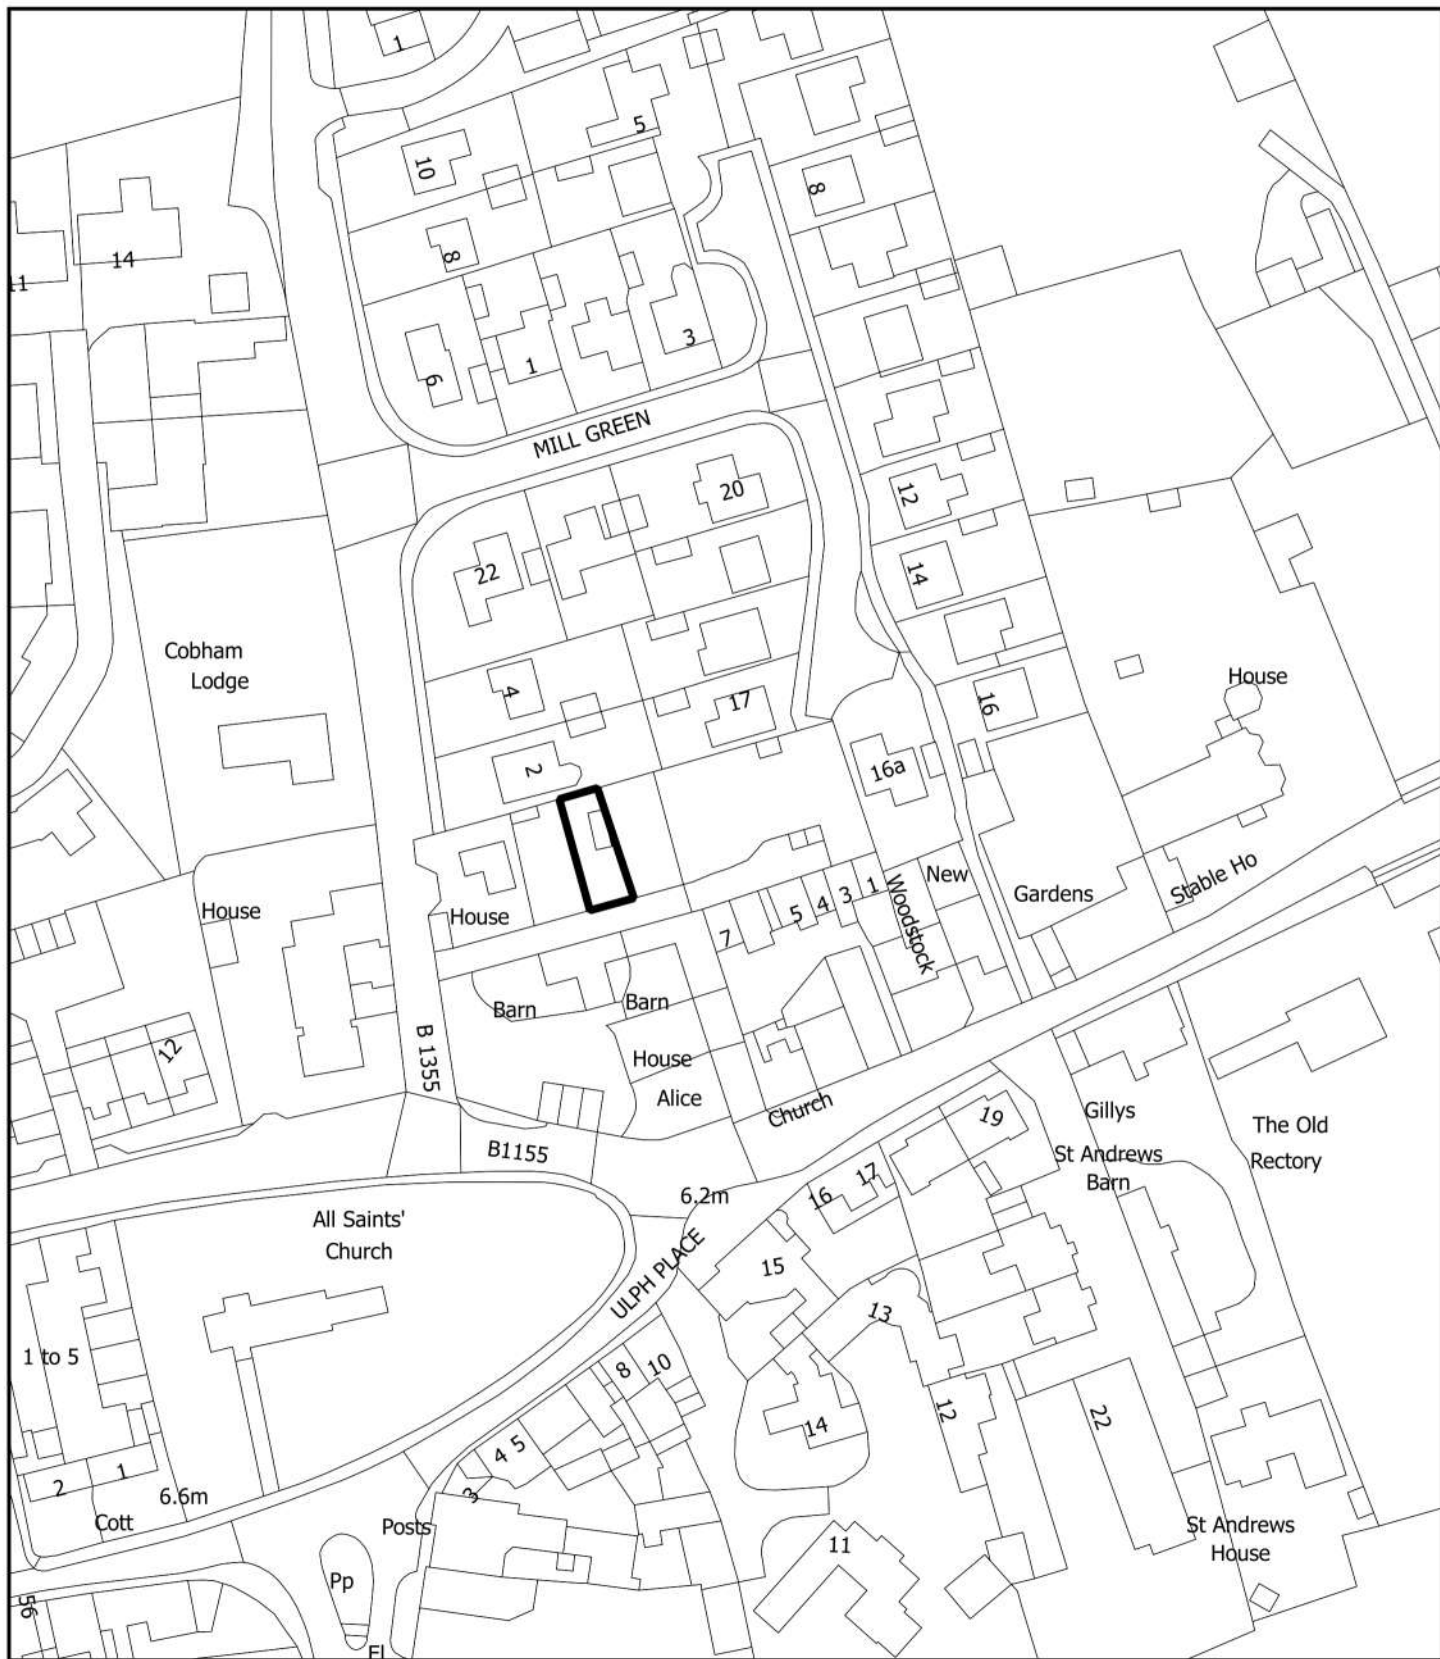 1
5
10
8
8
14
11
3
1
6
MILL GREEN
20
12
22
14
Cobham
Lodge
4
House
17
16
2
16a
New
Gardens
Stable Ho
House
House
1
3
4
5
7
Woodstock
Barn
Barn
B 1355
12
House
Alice
Church
19
Gillys
The Old
Rectory
B1155
St Andrews
Barn
17
16
6.2m
All Saints'
Church
ULPH PLACE
15
13
1 to 5
8
10
12
22
14
4
5
1
2
3
6.6m
Cott
Posts
St Andrews
House
11
Pp
56
El